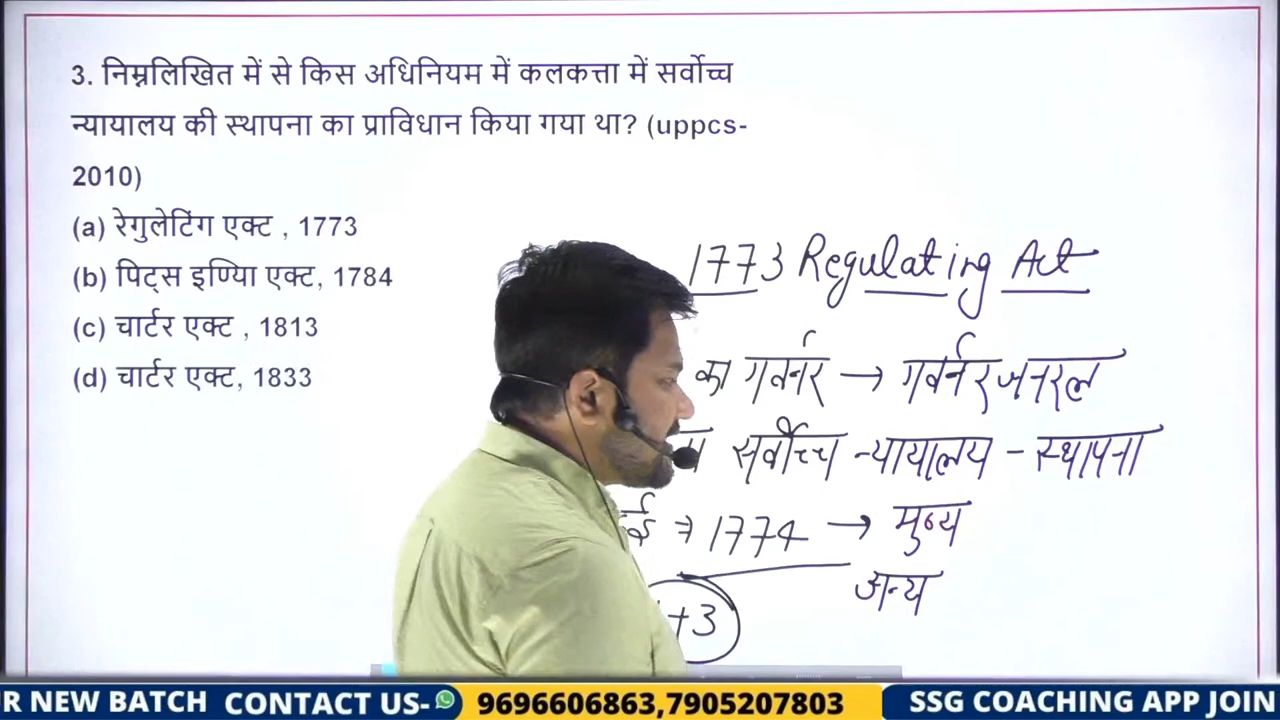 3. निम्नलिखित में से किस अधिनियम में कलकत्ता में सर्वोच्च
न्यायालय की स्थापना का प्राविधान किया गया था? (uppcs-
2010)
(a) रेगुलेटिंग एक्ट , 1773
(b) पिट्स इण्यिा एक्ट, 1784
(c) चार्टर एक्ट , 1813
(d) चार्टर एक्ट, 1833
1773 Regulating Act
का गवर्नर → गवर्नर जनरल
सर्वोच्च न्यायालय - स्थापना
1774 → मुख्य
अन्य
+3
R NEW BATCH CONTACT US- 9696606863,7905207803 SSG COACHING APP JOIN